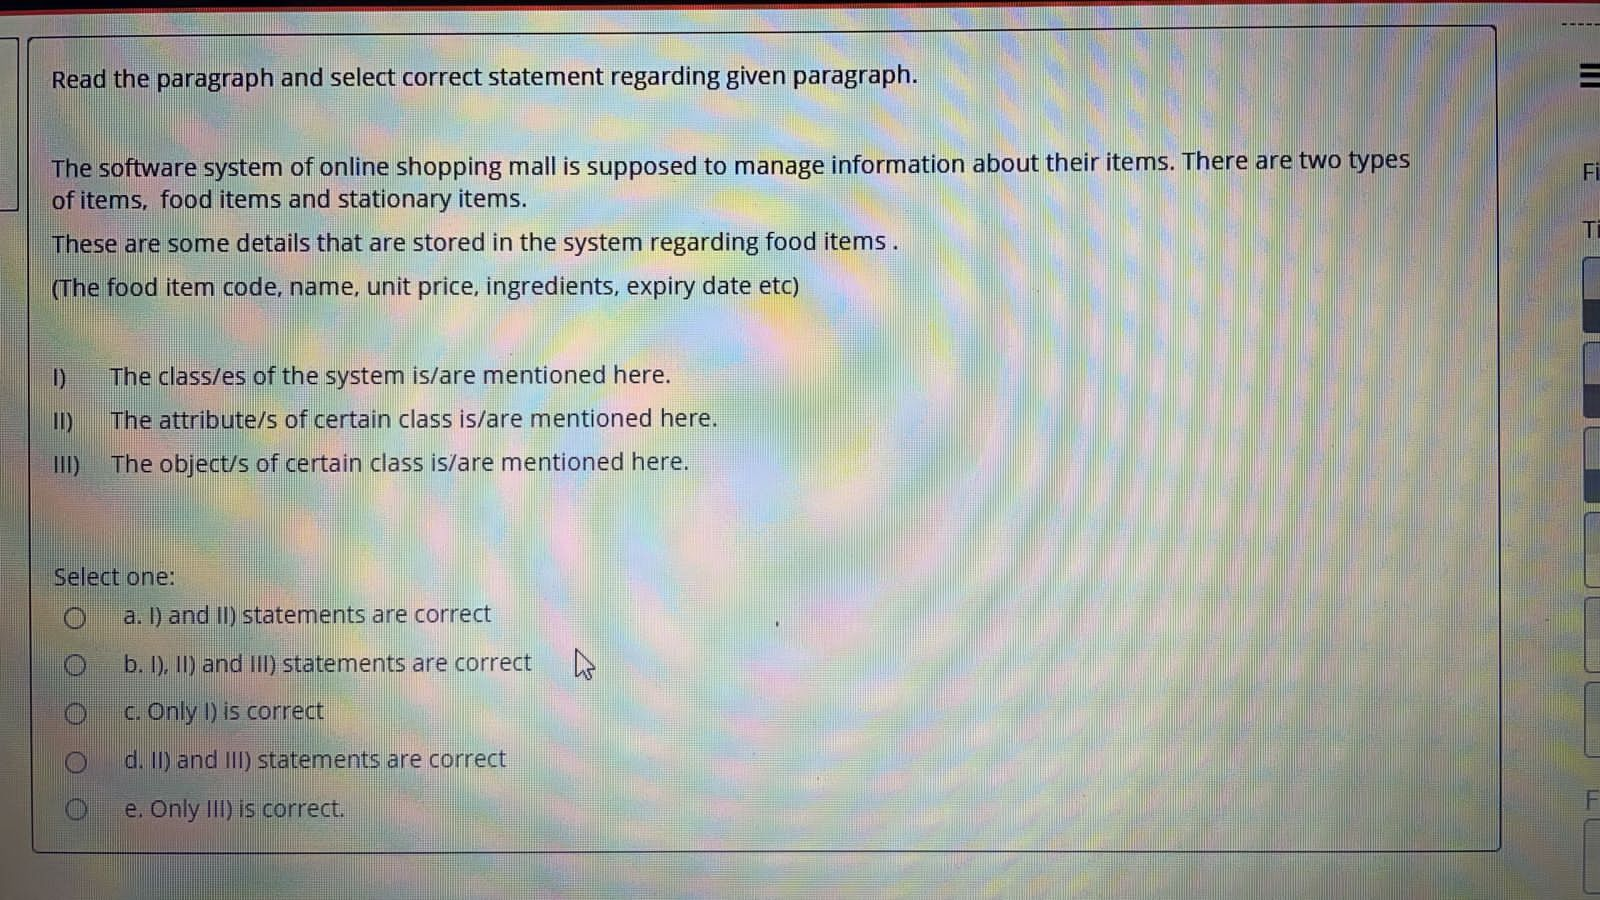 Read the paragraph and select correct statement regarding given paragraph.
The software system of online shopping mall is supposed to manage information about their items. There are two types
of items, food items and stationary items.
These are some details that are stored in the system regarding food items .
(The food item code, name, unit price, ingredients, expiry date etc)
I) The class/es of the system is/are mentioned here.
II) The attribute/s of certain class is/are mentioned here.
III) The object/s of certain class is/are mentioned here.
Select one:
a. I) and II) statements are correct
b. I), II) and III) statements are correct
c. Only I) is correct
d. II) and III) statements are correct
e. Only III) is correct.